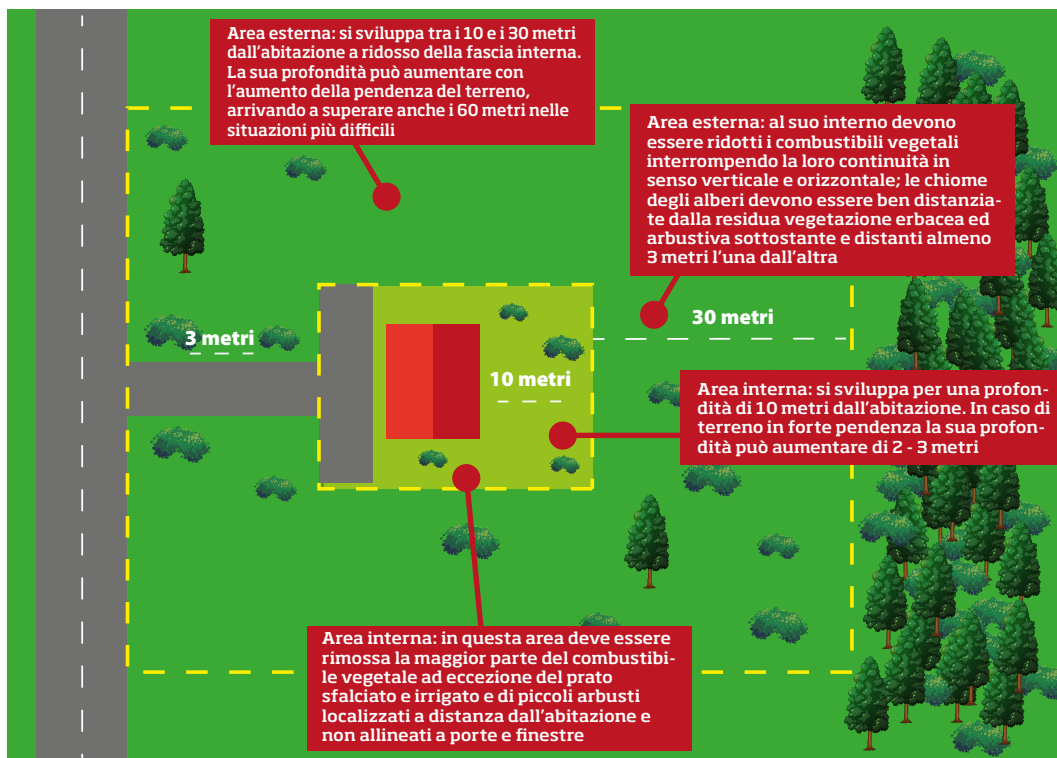 Area esterna: si sviluppa tra i 10 e i 30 metri
dall'abitazione a ridosso della fascia interna.
La sua profondità può aumentare con
l'aumento della pendenza del terreno,
arrivando a superare anche i 60 metri nelle
situazioni più difficili
Area esterna: al suo interno devono
essere ridotti i combustibili vegetali
interrompendo la loro continuità in
senso verticale e orizzontale; le chiome
degli alberi devono essere ben distanzia-
te dalla residua vegetazione erbacea ed
arbustiva sottostante e distanti almeno
3 metri l'una dall'altra
30 metri
3 metri
10 metri
Area interna: si sviluppa per una profon-
dità di 10 metri dall'abitazione. In caso di
terreno in forte pendenza la sua profon-
dità può aumentare di 2 - 3 metri
Area interna: in questa area deve essere
rimossa la maggior parte del combustibi-
le vegetale ad eccezione del prato
sfalciato e irrigato e di piccoli arbusti
localizzati a distanza dall'abitazione e
non allineati a porte e finestre